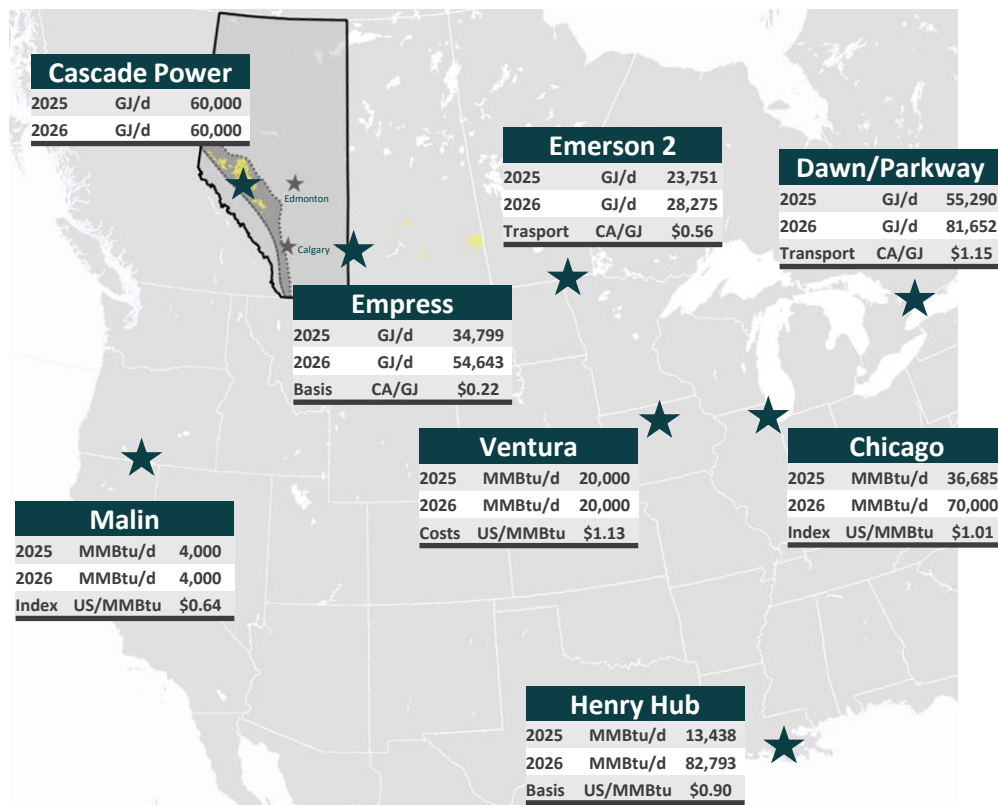 Cascade Power
2025 GJ/d 60,000
2026 GJ/d 60,000
Edmonton
Calgary
Emerson 2
2025 GJ/d 23,751
2026 GJ/d 28,275
Trasport CA/GJ $0.56
Dawn/Parkway
2025 GJ/d 55,290
2026 GJ/d 81,652
Transport CA/GJ $1.15
Empress
2025 GJ/d 34,799
2026 GJ/d 54,643
Basis CA/GJ $0.22
Ventura
2025 MMBtu/d 20,000
2026 MMBtu/d 20,000
Costs US/MMBtu $1.13
Chicago
2025 MMBtu/d 36,685
2026 MMBtu/d 70,000
Index US/MMBtu $1.01
Malin
2025 MMBtu/d 4,000
2026 MMBtu/d 4,000
Index US/MMBtu $0.64
Henry Hub
2025 MMBtu/d 13,438
2026 MMBtu/d 82,793
Basis US/MMBtu $0.90